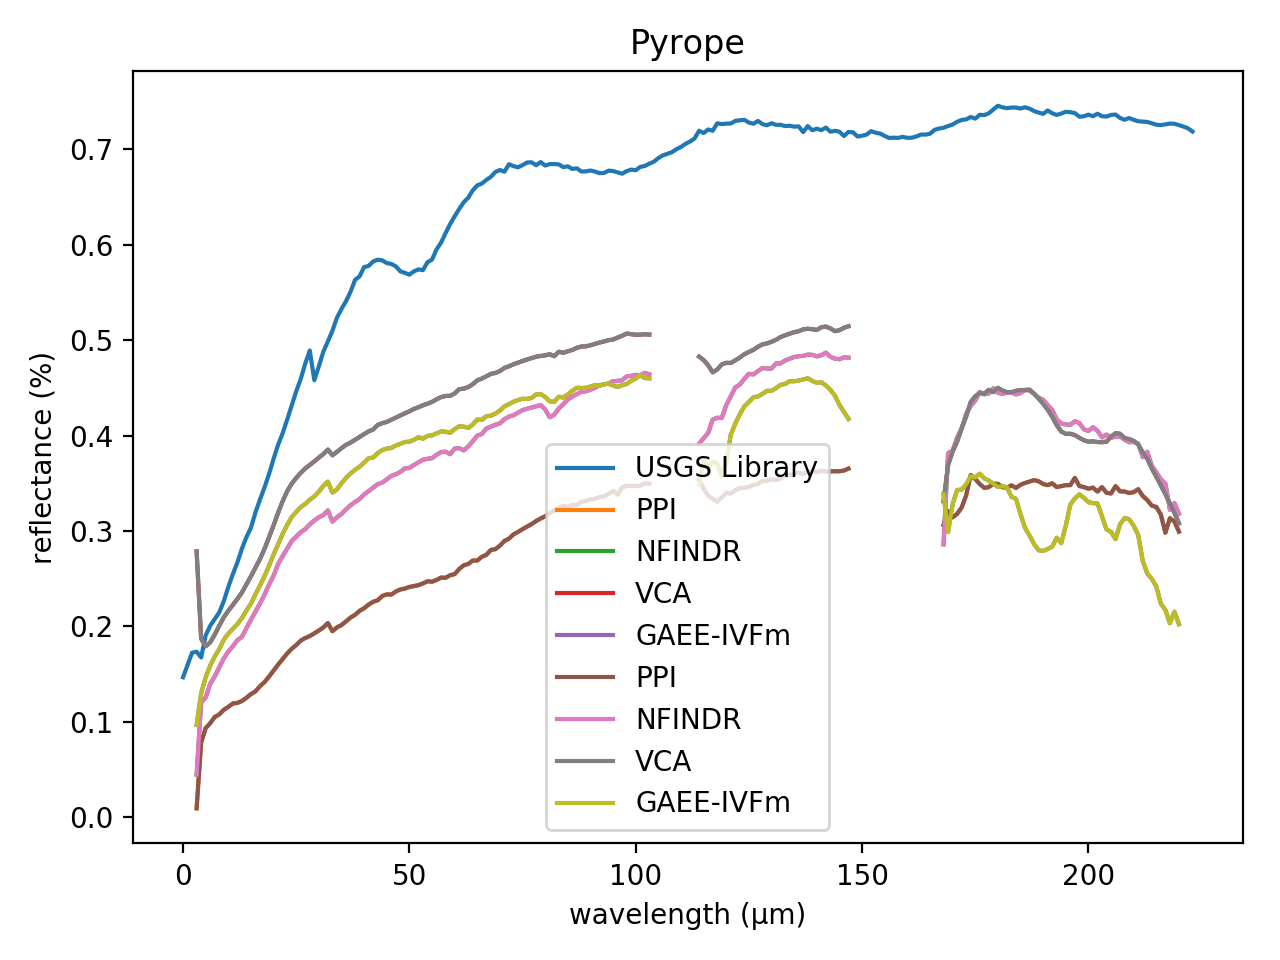 Pyrope
reflectance (%)
0.7
0.6
0.5
0.4
0.3
0.2
0.1
0.0
USGS Library
PPI
NFINDR
VCA
GAEE-IVFm
PPI
NFINDR
VCA
GAEE-IVFm
0 50 100 150 200
wavelength (μm)